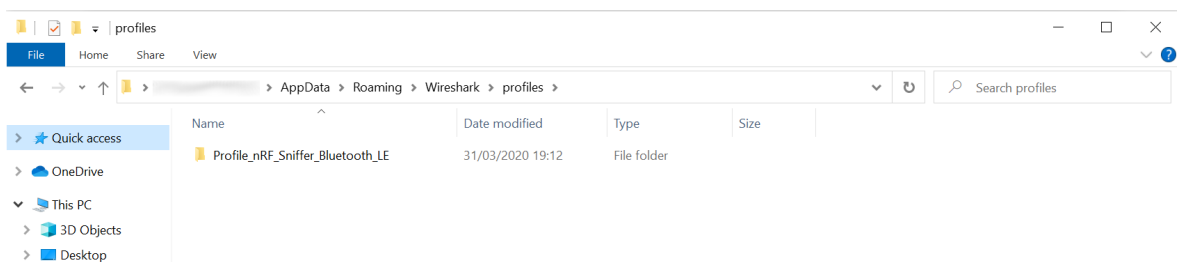 profiles
File Home Share View
AppData > Roaming > Wireshark > profiles >
Search profiles
Name Date modified Type Size
Quick access
Profile_nRF_Sniffer_Bluetooth_LE 31/03/2020 19:12 File folder
OneDrive
This PC
3D Objects
Desktop